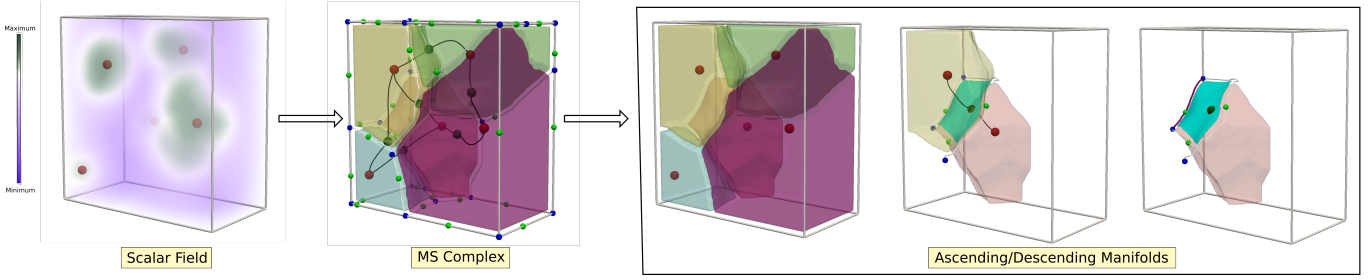 Maximum
Minimum
Scalar Field
MS Complex
Ascending/Descending Manifolds